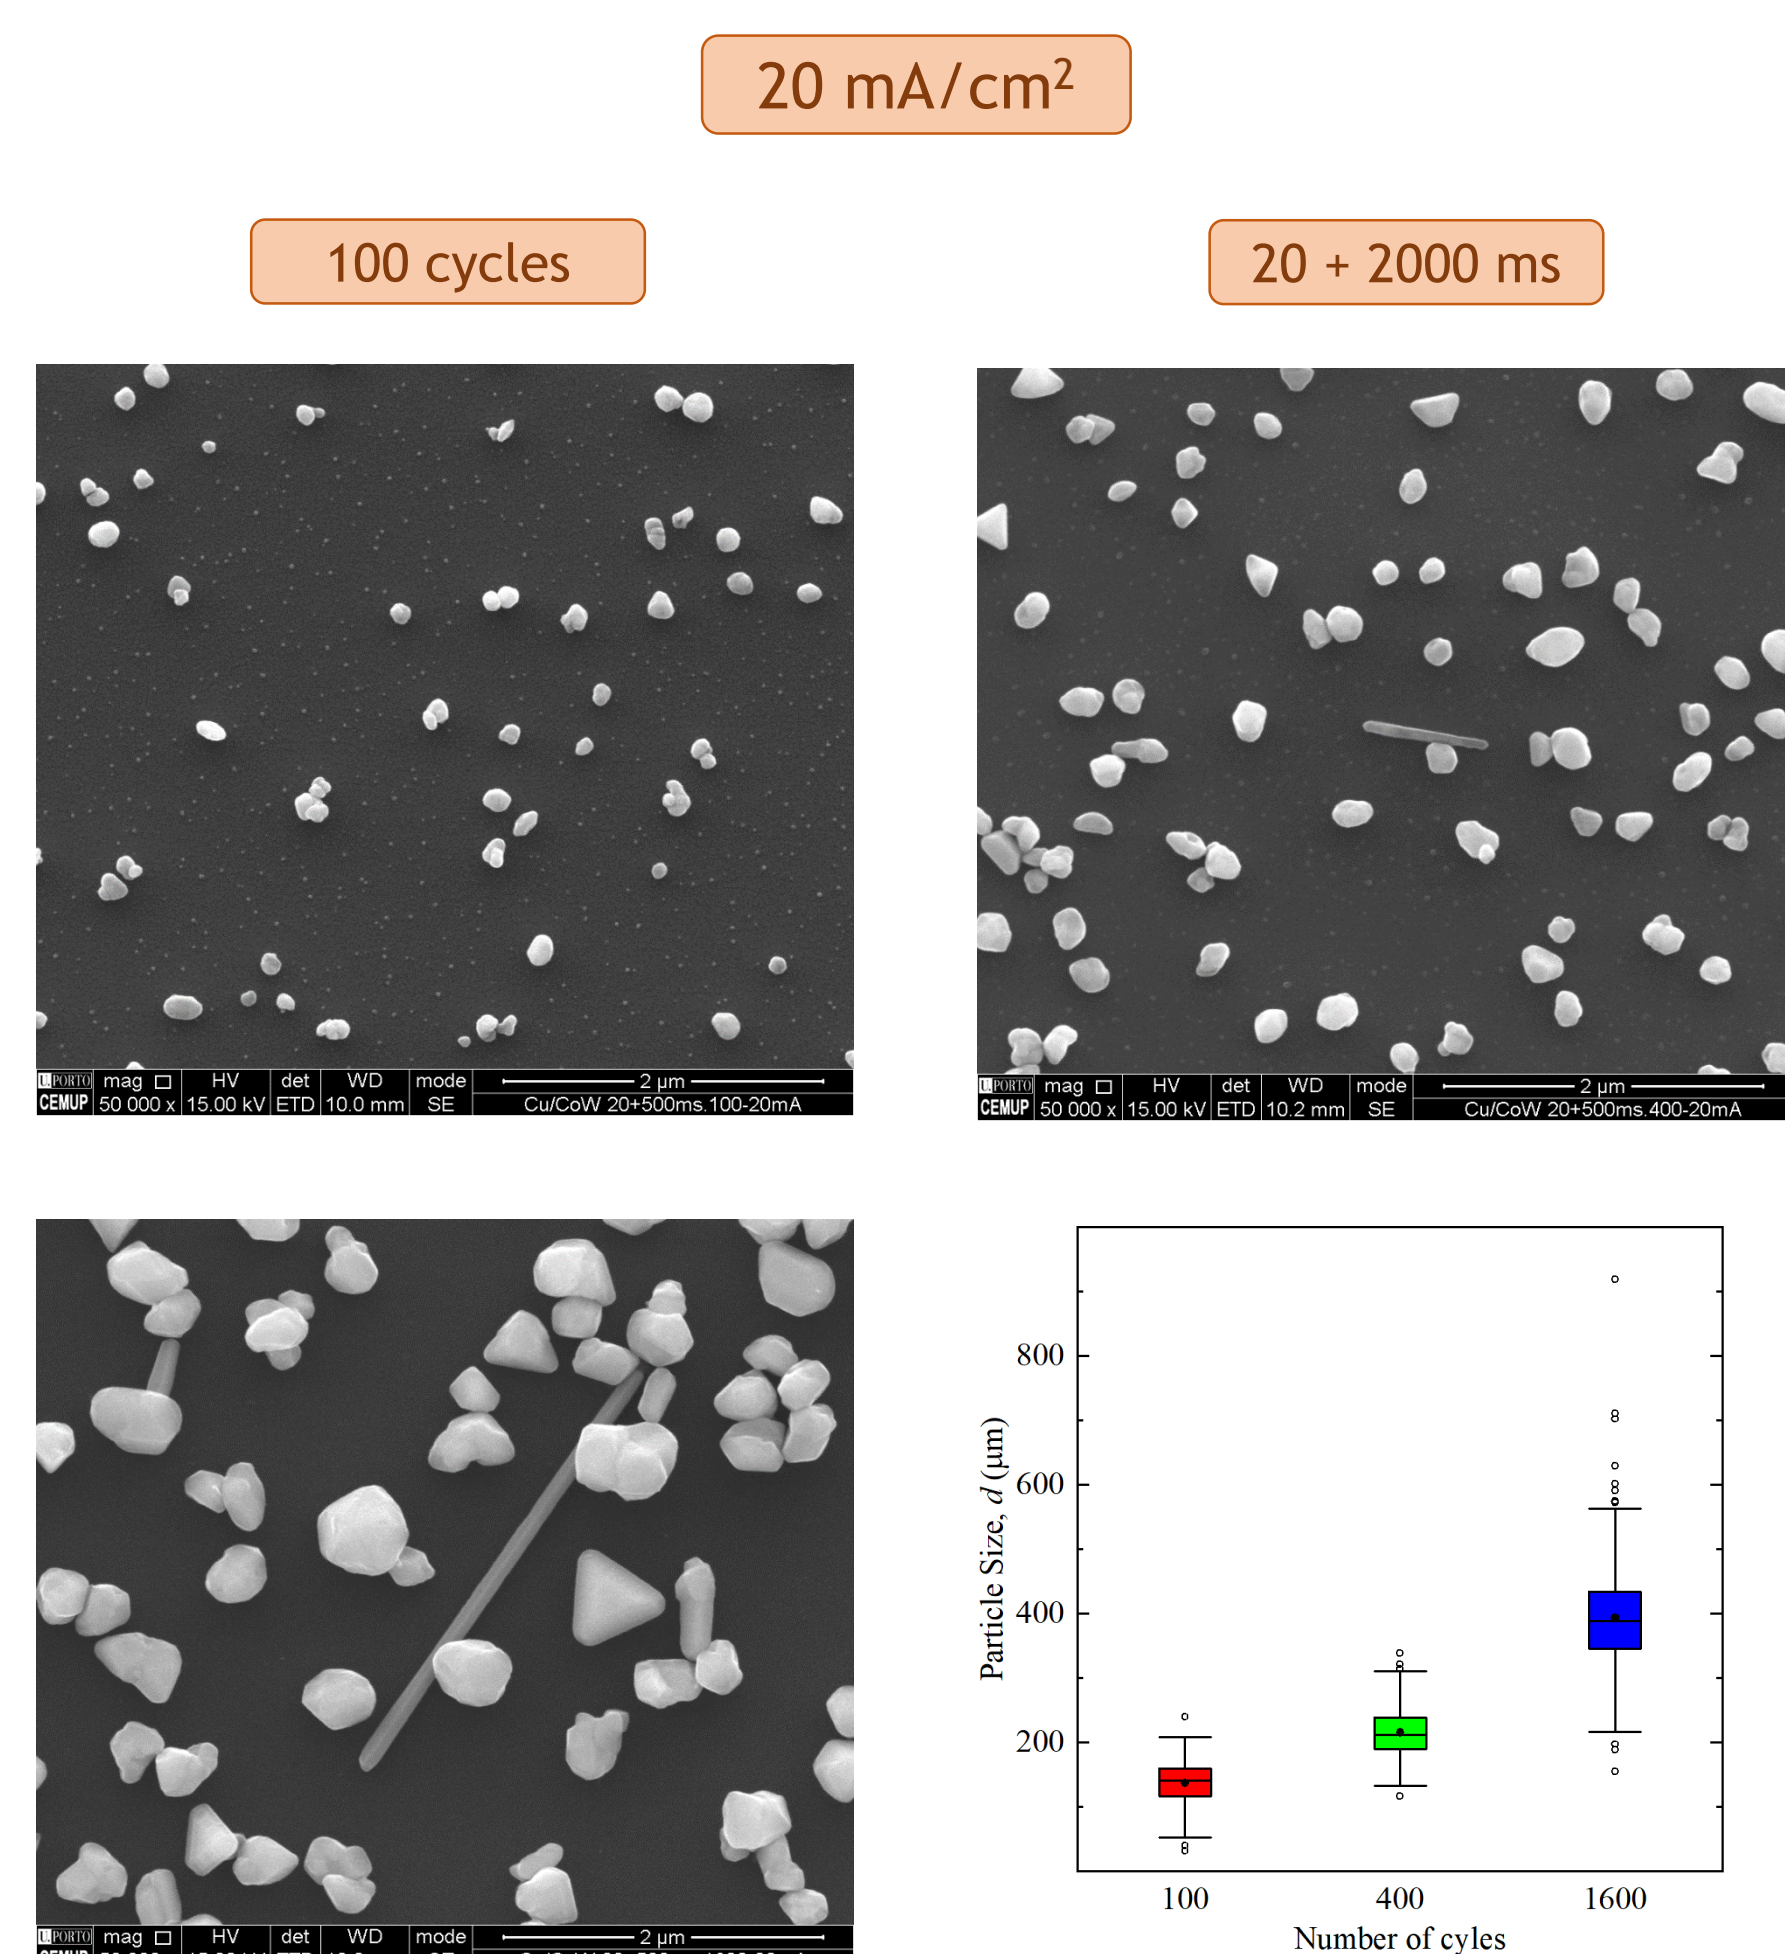 20 mA/cm²
100 cycles
20 + 2000 ms
U.PORTO
CEMUP
mag
50 000 x
HV
15.00 kV
det
ETD
WD
10.0 mm
mode
SE
2 µm
Cu/CoW 20+500ms.100-20mA
U.PORTO
CEMUP
mag
50 000 x
HV
15.00 kV
det
ETD
WD
10.2 mm
mode
SE
2 µm
Cu/CoW 20+500ms.400-20mA
U.PORTO
mag
HV
det
WD
mode
2 µm
Particle Size, d (µm)
800
600
400
200
100
400
1600
Number of cyles